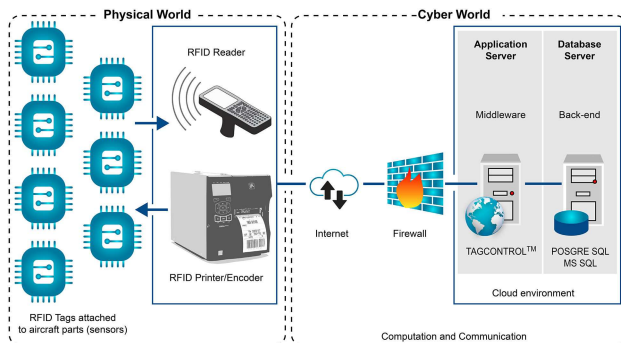 Physical World
Cyber World
RFID Reader
RFID Printer/Encoder
RFID Tags attached
to aircraft parts (sensors)
Internet
Firewall
Application
Server
Database
Server
Middleware
Back-end
TAGCONTROL™
POSGRE SQL
MS SQL
Cloud environment
Computation and Communication